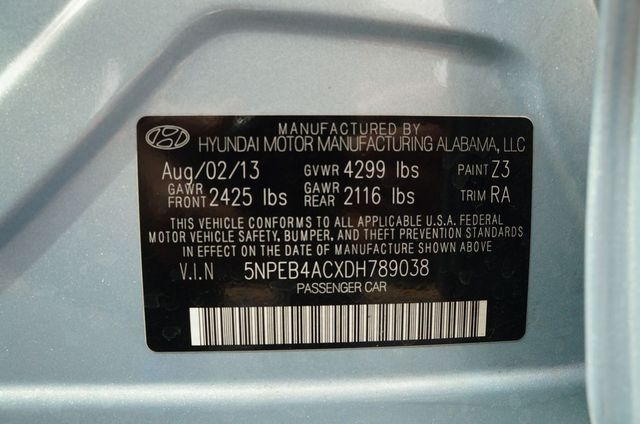 MANUFACTURED BY
HYUNDAI MOTOR MANUFACTURING ALABAMA, LLC
Aug/02/13 GVWR 4299 lbs PAINT Z3
GAWR FRONT 2425 lbs GAWR REAR 2116 lbs TRIM RA
THIS VEHICLE CONFORMS TO ALL APPLICABLE U.S.A. FEDERAL
MOTOR VEHICLE SAFETY, BUMPER, AND THEFT PREVENTION STANDARDS
IN EFFECT ON THE DATE OF MANUFACTURE SHOWN ABOVE
V.I.N 5NPEB4ACXDH789038
PASSENGER CAR